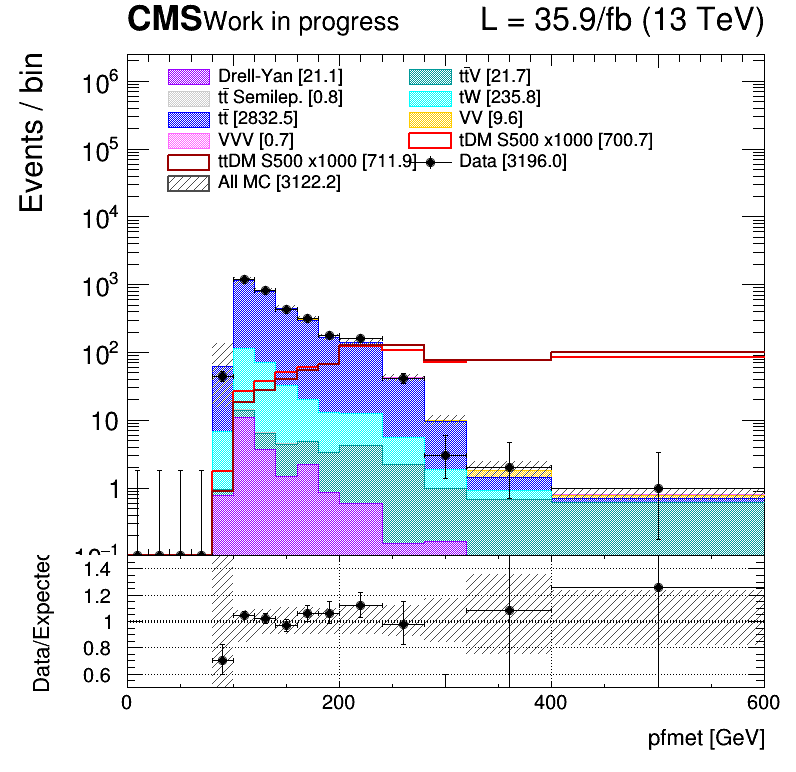 CMS Work in progress L = 35.9/fb (13 TeV)
Events / bin
10⁶
10⁵
10⁴
10³
10²
10
1
10⁻¹
Drell-Yan [21.1]
tt̄V [21.7]
tt̄ Semilep. [0.8]
tW [235.8]
tt̄ [2832.5]
VV [9.6]
VVV [0.7]
tDM S500 x1000 [700.7]
ttDM S500 x1000 [711.9]
Data [3196.0]
All MC [3122.2]
Data/Expected
1.4
1.2
1
0.8
0.6
0 200 400 600
pfmet [GeV]